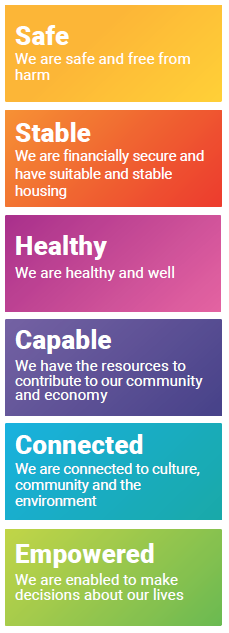 Safe
We are safe and free from
harm
Stable
We are financially secure and
have suitable and stable
housing
Healthy
We are healthy and well
Capable
We have the resources to
contribute to our community
and economy
Connected
We are connected to culture,
community and the
environment
Empowered
We are enabled to make
decisions about our lives